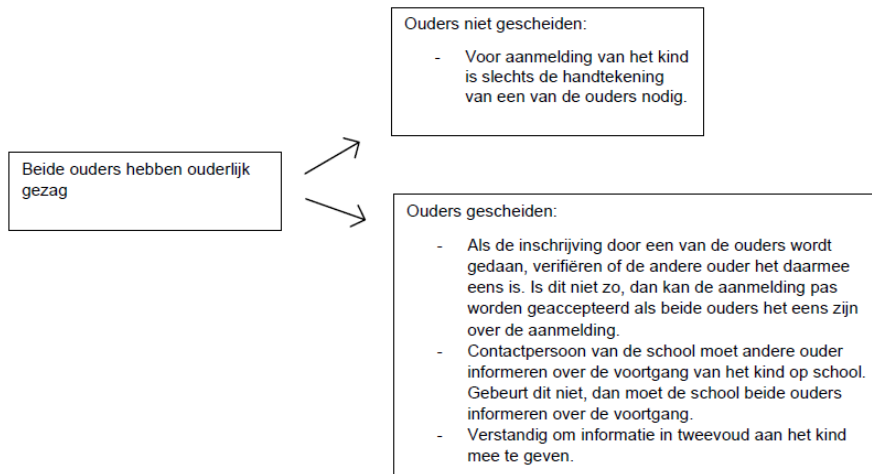 Ouders niet gescheiden:
- Voor aanmelding van het kind
is slechts de handtekening
van een van de ouders nodig.
Beide ouders hebben ouderlijk
gezag
Ouders gescheiden:
- Als de inschrijving door een van de ouders wordt
gedaan, verifiëren of de andere ouder het daarmee
eens is. Is dit niet zo, dan kan de aanmelding pas
worden geaccepteerd als beide ouders het eens zijn
over de aanmelding.
- Contactpersoon van de school moet andere ouder
informeren over de voortgang van het kind op school.
Gebeurt dit niet, dan moet de school beide ouders
informeren over de voortgang.
- Verstandig om informatie in tweevoud aan het kind
mee te geven.